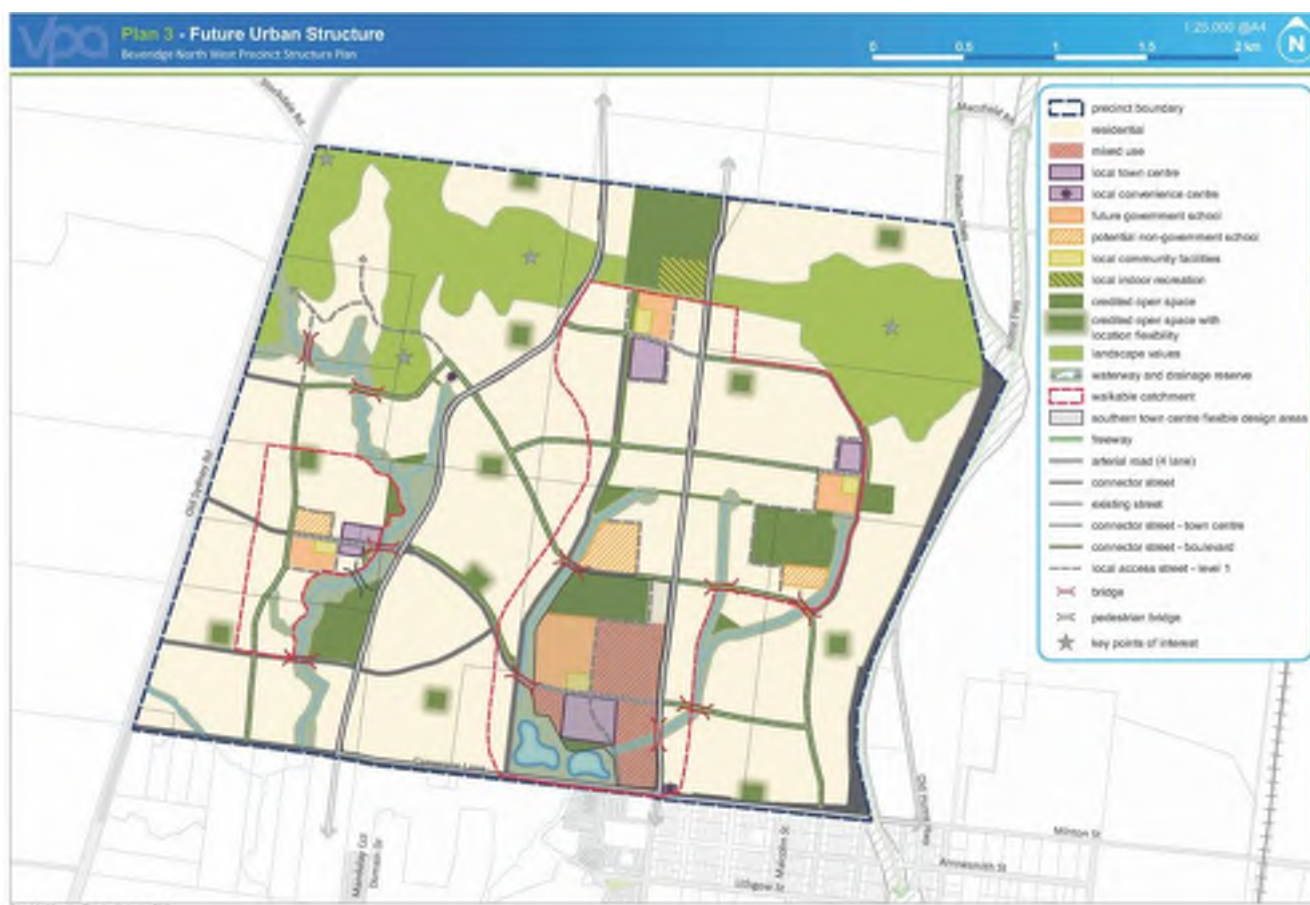 vpa
Plan 3 - Future Urban Structure
Beveridge North West Precinct Structure Plan
1:25,000 @A4
0 0.5 1 1.5 2 km
N
precinct boundary
residential
mixed use
local town centre
local convenience centre
future government school
potential non-government school
local community facilities
local indoor recreation
credited open space
credited open space with
location flexibility
landscape values
waterway and drainage reserve
walkable catchment
southern town centre flexible design areas
freeway
arterial road (4 lane)
connector street
existing street
connector street - town centre
connector street - boulevard
local access street - level 1
bridge
pedestrian bridge
key points of interest
Old Sydney Rd
Camerons Lane
Minton St
Arrowsmith St
Lithgow St
Malcolm St